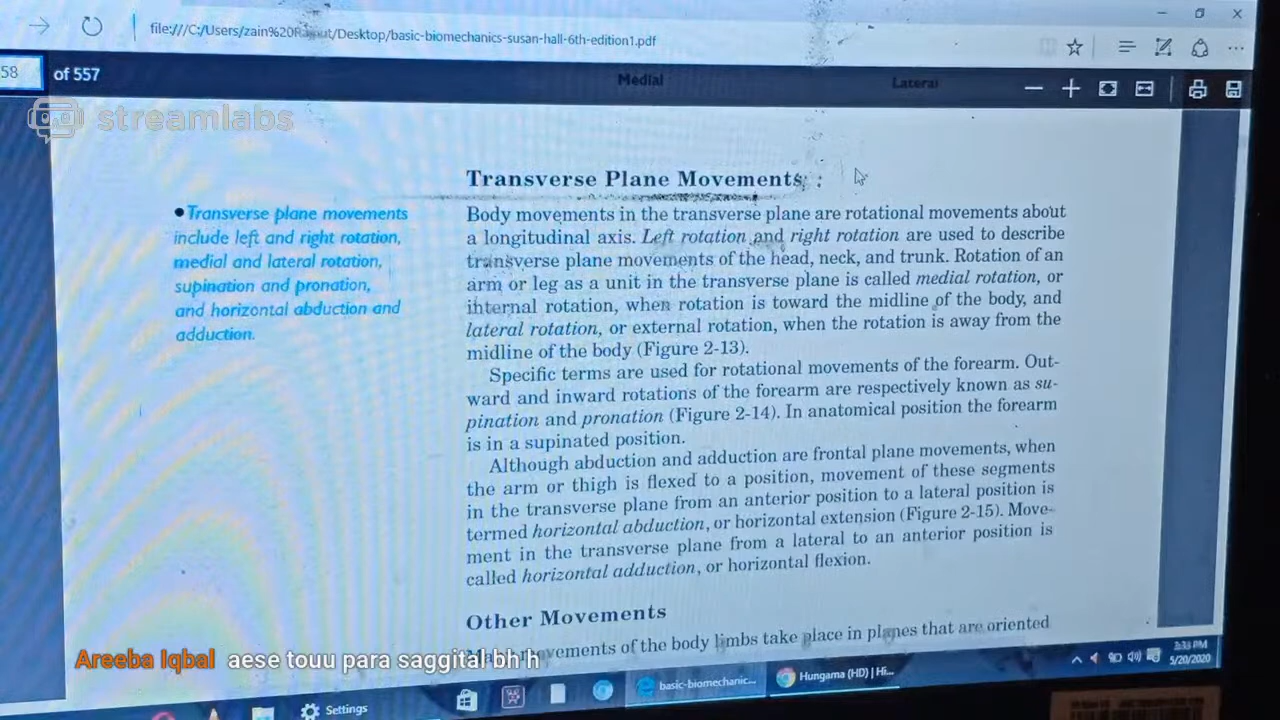 file:///C:/Users/zain%20Rajput/Desktop/basic-biomechanics-susan-hall-6th-edition1.pdf
58 of 557
Medial Lateral
streamlabs
Transverse Plane Movements :
•Transverse plane movements
include left and right rotation,
medial and lateral rotation,
supination and pronation,
and horizontal abduction and
adduction.
Body movements in the transverse plane are rotational movements about
a longitudinal axis. Left rotation and right rotation are used to describe
transverse plane movements of the head, neck, and trunk. Rotation of an
arm or leg as a unit in the transverse plane is called medial rotation, or
internal rotation, when rotation is toward the midline of the body, and
lateral rotation, or external rotation, when the rotation is away from the
midline of the body (Figure 2-13).
Specific terms are used for rotational movements of the forearm. Out-
ward and inward rotations of the forearm are respectively known as su-
pination and pronation (Figure 2-14). In anatomical position the forearm
is in a supinated position.
Although abduction and adduction are frontal plane movements, when
the arm or thigh is flexed to a position, movement of these segments
in the transverse plane from an anterior position to a lateral position is
termed horizontal abduction, or horizontal extension (Figure 2-15). Move-
ment in the transverse plane from a lateral to an anterior position is
called horizontal adduction, or horizontal flexion.
Other Movements
movements of the body limbs take place in planes that are oriented
Areeba Iqbal aese touu para saggital bh h
Settings
basic-biomechanic...
Hungama (HD) | Hi...
2:33 PM
5/20/2020